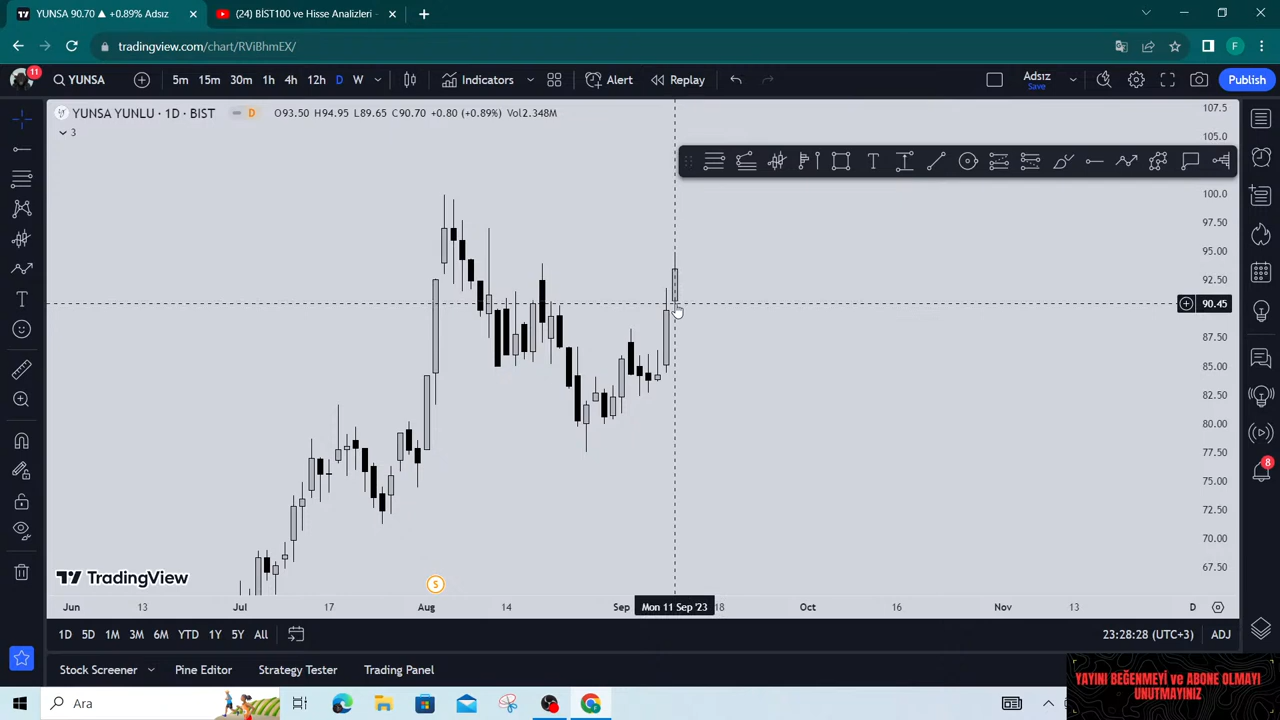 YUNSA 90.70 ▲ +0.89% Adsız
(24) BİST100 ve Hisse Analizleri -
tradingview.com/chart/RViBhmEX/
F
11
YUNSA
5m 15m 30m 1h 4h 12h D W
Indicators
Alert
Replay
Adsız
Save
Publish
YUNSA YUNLU · 1D · BIST
D
O93.50 H94.95 L89.65 C90.70 +0.80 (+0.89%) Vol2.348M
3
107.5
105.0
100.0
97.50
95.00
92.50
90.45
87.50
85.00
82.50
80.00
77.50
75.00
72.50
70.00
67.50
8
S
TradingView
Jun 13 Jul 17 Aug 14 Sep Mon 11 Sep '23 18 Oct 16 Nov 13 D
1D 5D 1M 3M 6M YTD 1Y 5Y All
23:28:28 (UTC+3) ADJ
Stock Screener Pine Editor Strategy Tester Trading Panel
Ara
YAYINI BEĞENMEYİ ve ABONE OLMAYI
UNUTMAYINIZ